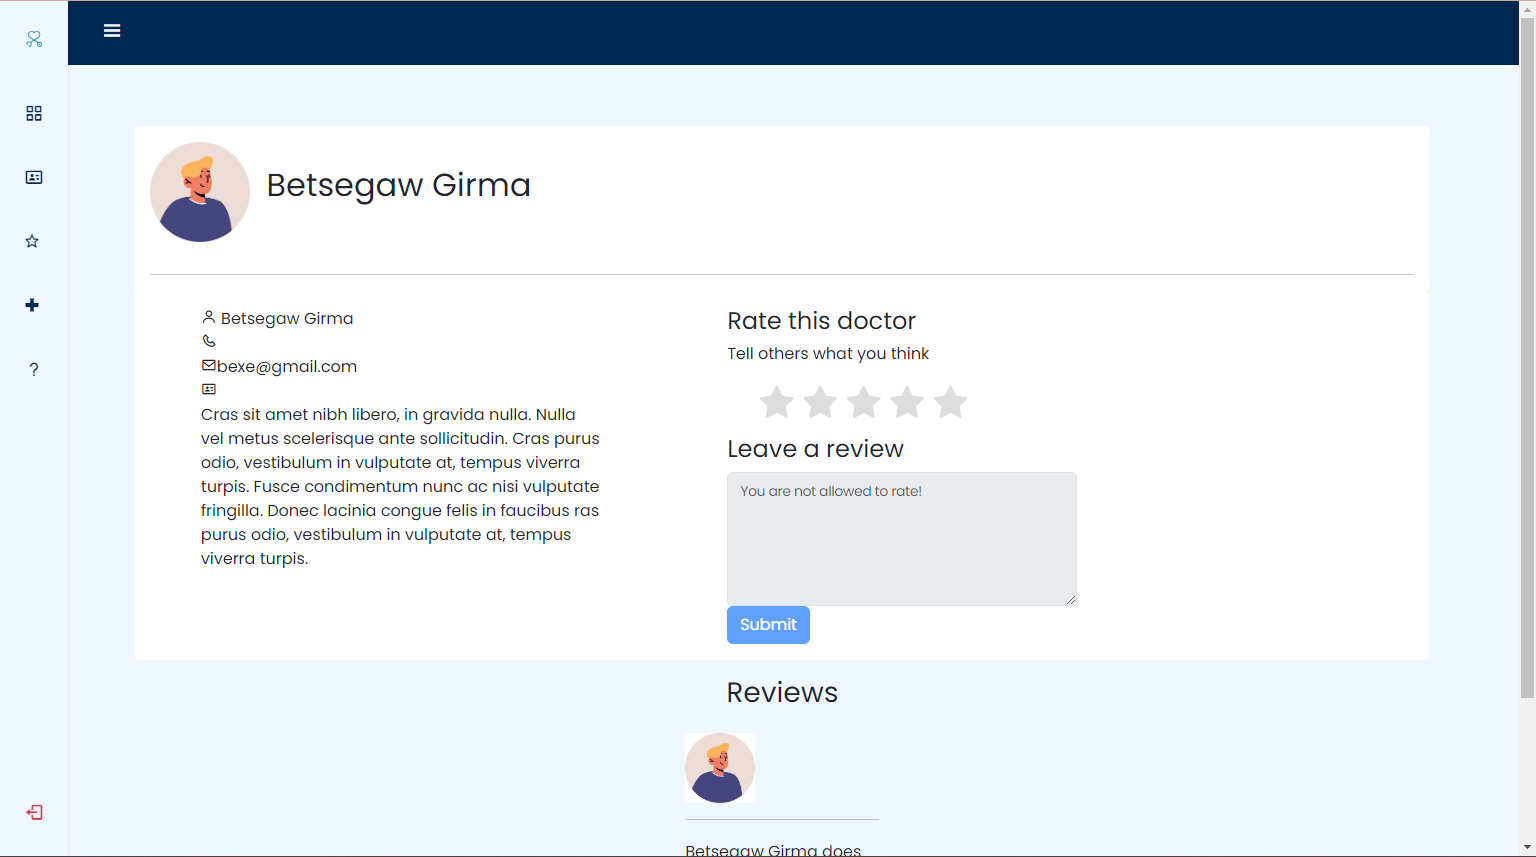 Betsegaw Girma
Betsegaw Girma
bexe@gmail.com
Cras sit amet nibh libero, in gravida nulla. Nulla
vel metus scelerisque ante sollicitudin. Cras purus
odio, vestibulum in vulputate at, tempus viverra
turpis. Fusce condimentum nunc ac nisi vulputate
fringilla. Donec lacinia congue felis in faucibus ras
purus odio, vestibulum in vulputate at, tempus
viverra turpis.
Rate this doctor
Tell others what you think
Leave a review
You are not allowed to rate!
Submit
Reviews
Betsegaw Girma does